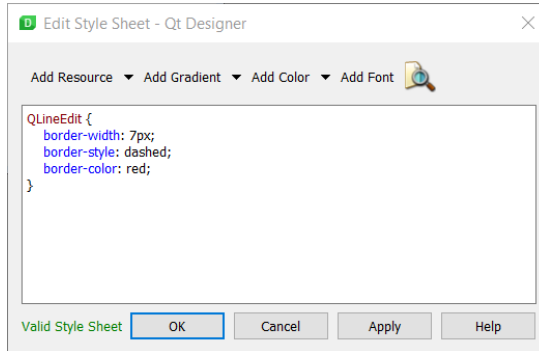 Edit Style Sheet - Qt Designer
Add Resource Add Gradient Add Color Add Font
QLineEdit {
border-width: 7px;
border-style: dashed;
border-color: red;
}
Valid Style Sheet OK Cancel Apply Help